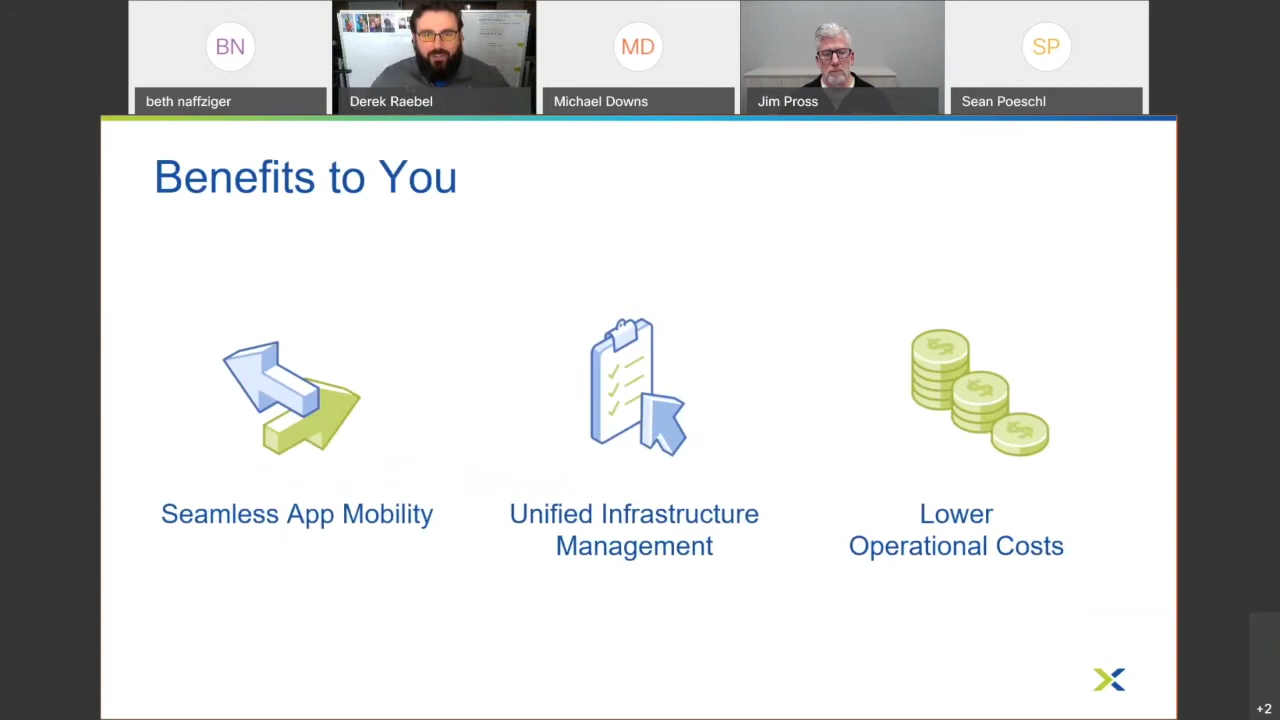 BN
MD
SP
beth naffziger
Derek Raebel
Michael Downs
Jim Pross
Sean Poeschl
Benefits to You
Seamless App Mobility
Unified Infrastructure
Management
Lower
Operational Costs
+2